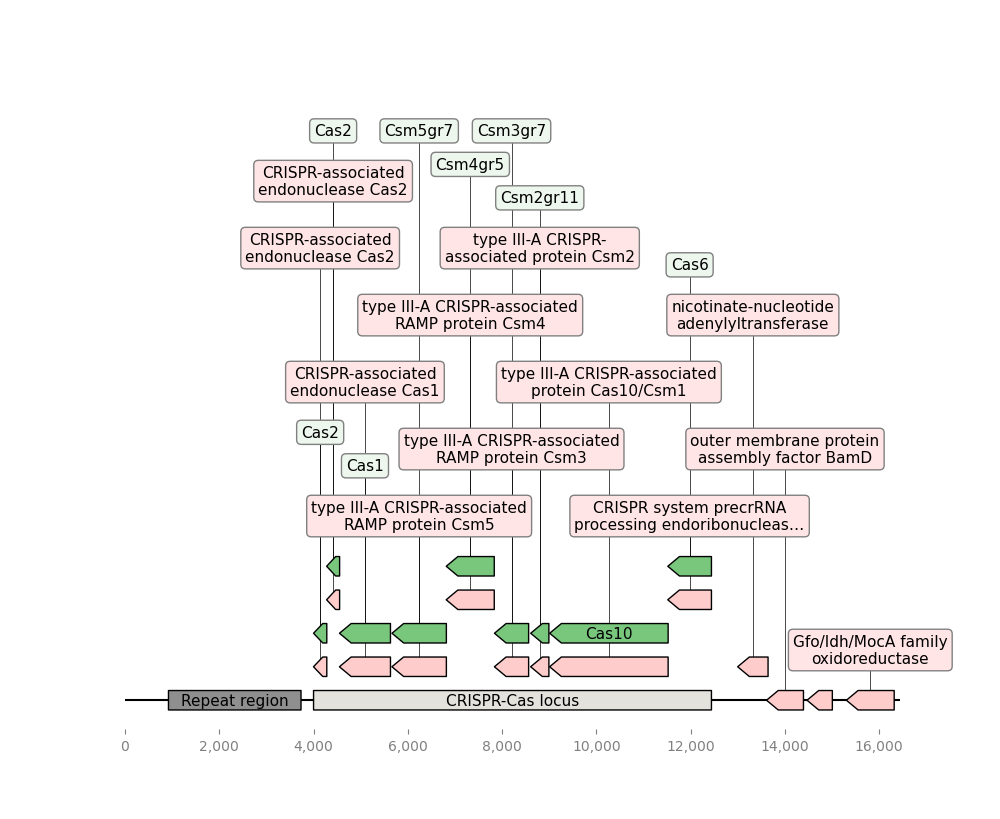 Cas2
Csm5gr7
Csm3gr7
Csm4gr5
CRISPR-associated
endonuclease Cas2
Csm2gr11
CRISPR-associated
endonuclease Cas2
type III-A CRISPR-
associated protein Csm2
Cas6
type III-A CRISPR-associated
RAMP protein Csm4
nicotinate-nucleotide
adenylyltransferase
CRISPR-associated
endonuclease Cas1
type III-A CRISPR-associated
protein Cas10/Csm1
Cas2
type III-A CRISPR-associated
RAMP protein Csm3
outer membrane protein
assembly factor BamD
Cas1
type III-A CRISPR-associated
RAMP protein Csm5
CRISPR system precrRNA
processing endoribonucleas...
Cas10
Gfo/Idh/MocA family
oxidoreductase
Repeat region
CRISPR-Cas locus
0 2,000 4,000 6,000 8,000 10,000 12,000 14,000 16,000